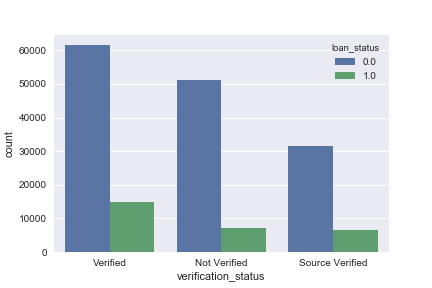 loan_status
0.0
1.0
60000
50000
40000
30000
20000
10000
0
count
Verified
Not Verified
Source Verified
verification_status